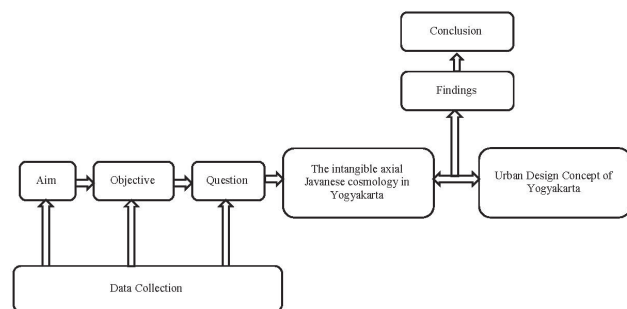 Conclusion
Findings
Aim
Objective
Question
The intangible axial
Javanese cosmology in
Yogyakarta
Urban Design Concept of
Yogyakarta
Data Collection